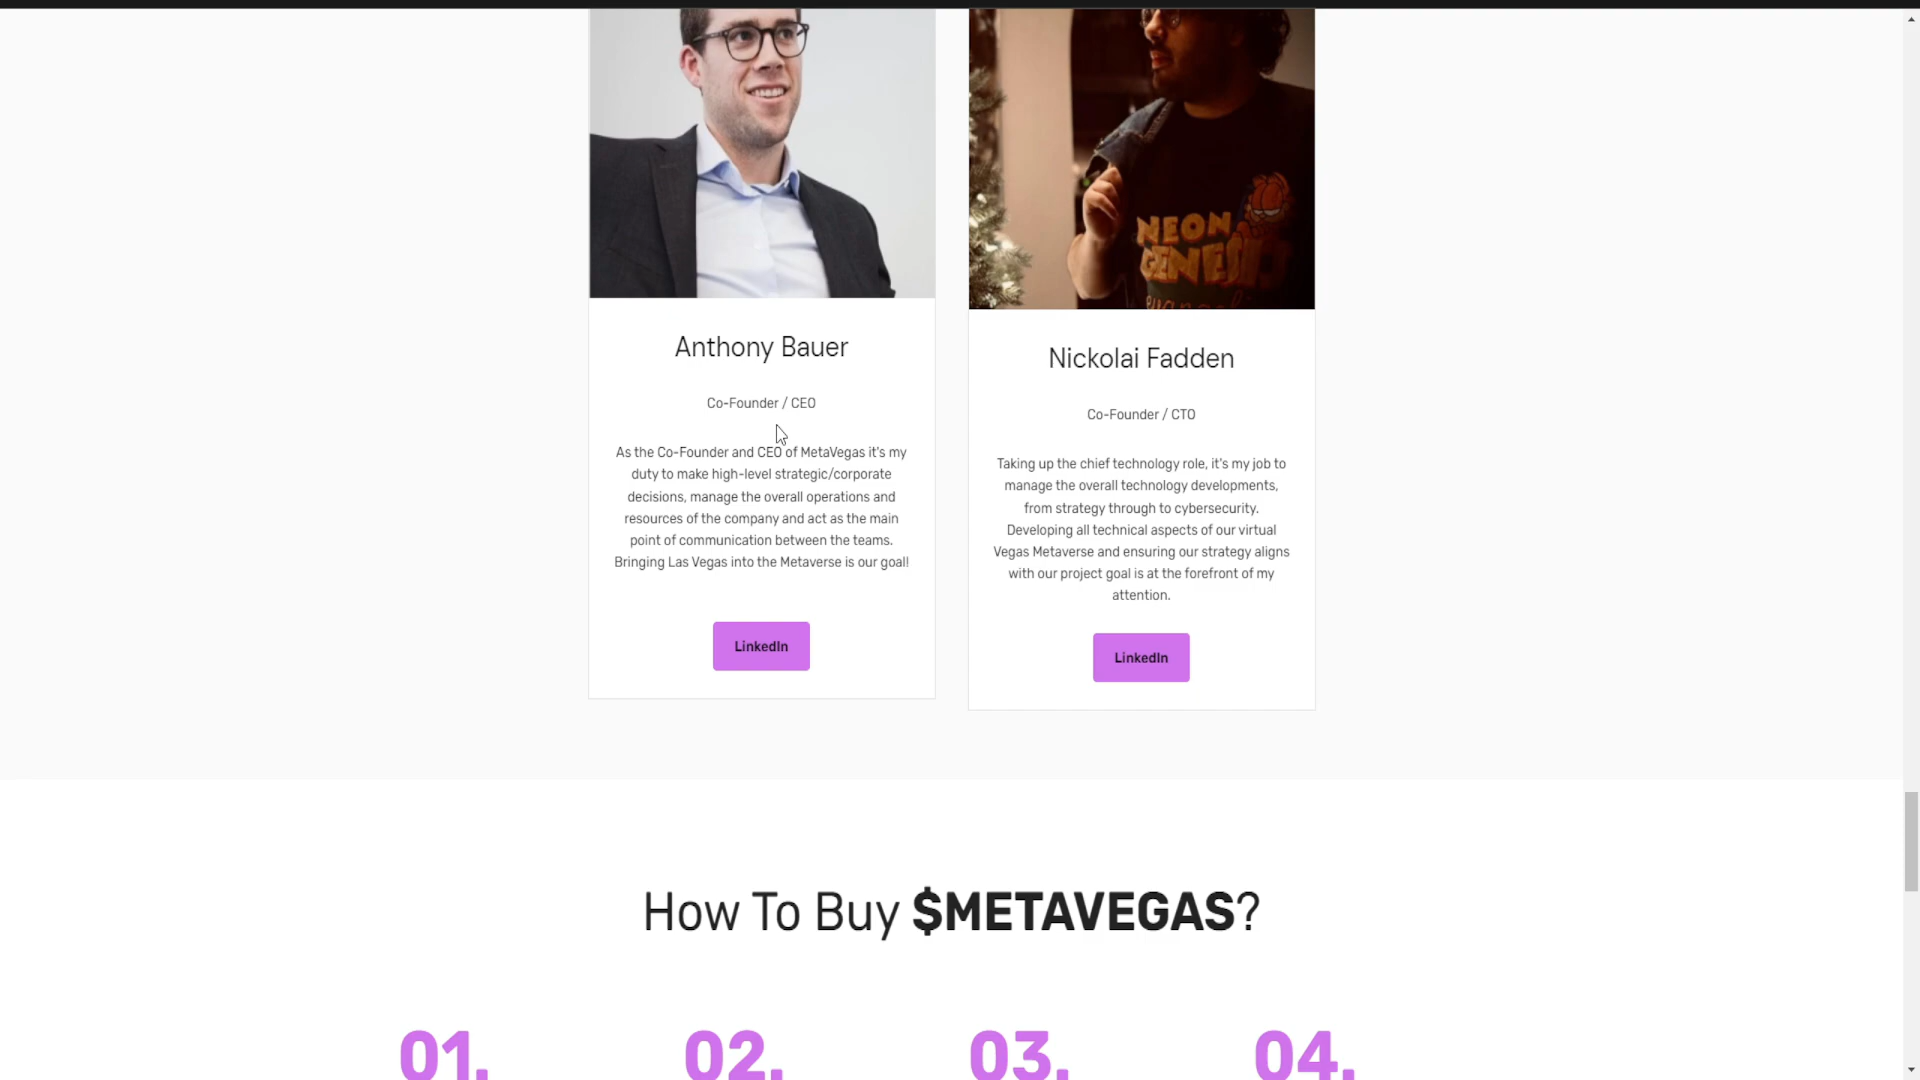 NEON
GENESIS
Anthony Bauer
Co-Founder / CEO
As the Co-Founder and CEO of MetaVegas it's my
duty to make high-level strategic/corporate
decisions, manage the overall operations and
resources of the company and act as the main
point of communication between the teams.
Bringing Las Vegas into the Metaverse is our goal!
LinkedIn
Nickolai Fadden
Co-Founder / CTO
Taking up the chief technology role, it's my job to
manage the overall technology developments,
from strategy through to cybersecurity.
Developing all technical aspects of our virtual
Vegas Metaverse and ensuring our strategy aligns
with our project goal is at the forefront of my
attention.
LinkedIn
How To Buy $METAVEGAS?
01. 02. 03. 04.